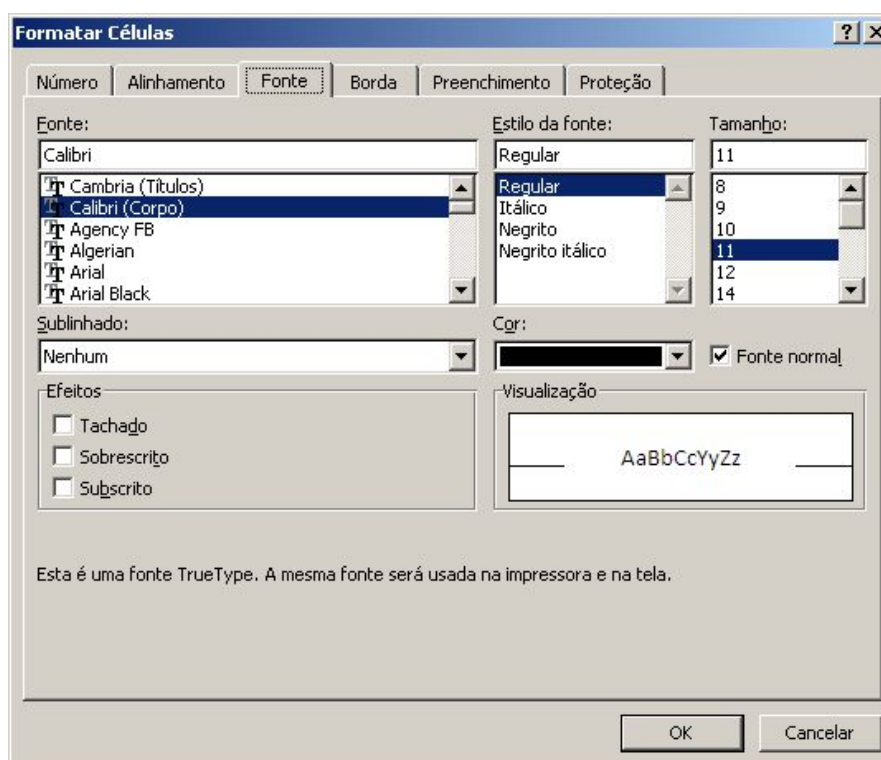 Formatar Células
Número Alinhamento Fonte Borda Preenchimento Proteção
Fonte: Estilo da fonte: Tamanho:
Calibri Regular 11
Cambria (Títulos) Regular 8
Calibri (Corpo) Itálico 9
Agency FB Negrito 10
Algerian Negrito itálico 11
Arial 12
Arial Black 14
Sublinhado: Cor:
Nenhum Fonte normal
Efeitos Visualização
Tachado
Sobrescrito AaBbCcYyZz
Subscrito
Esta é uma fonte TrueType. A mesma fonte será usada na impressora e na tela.
OK Cancelar